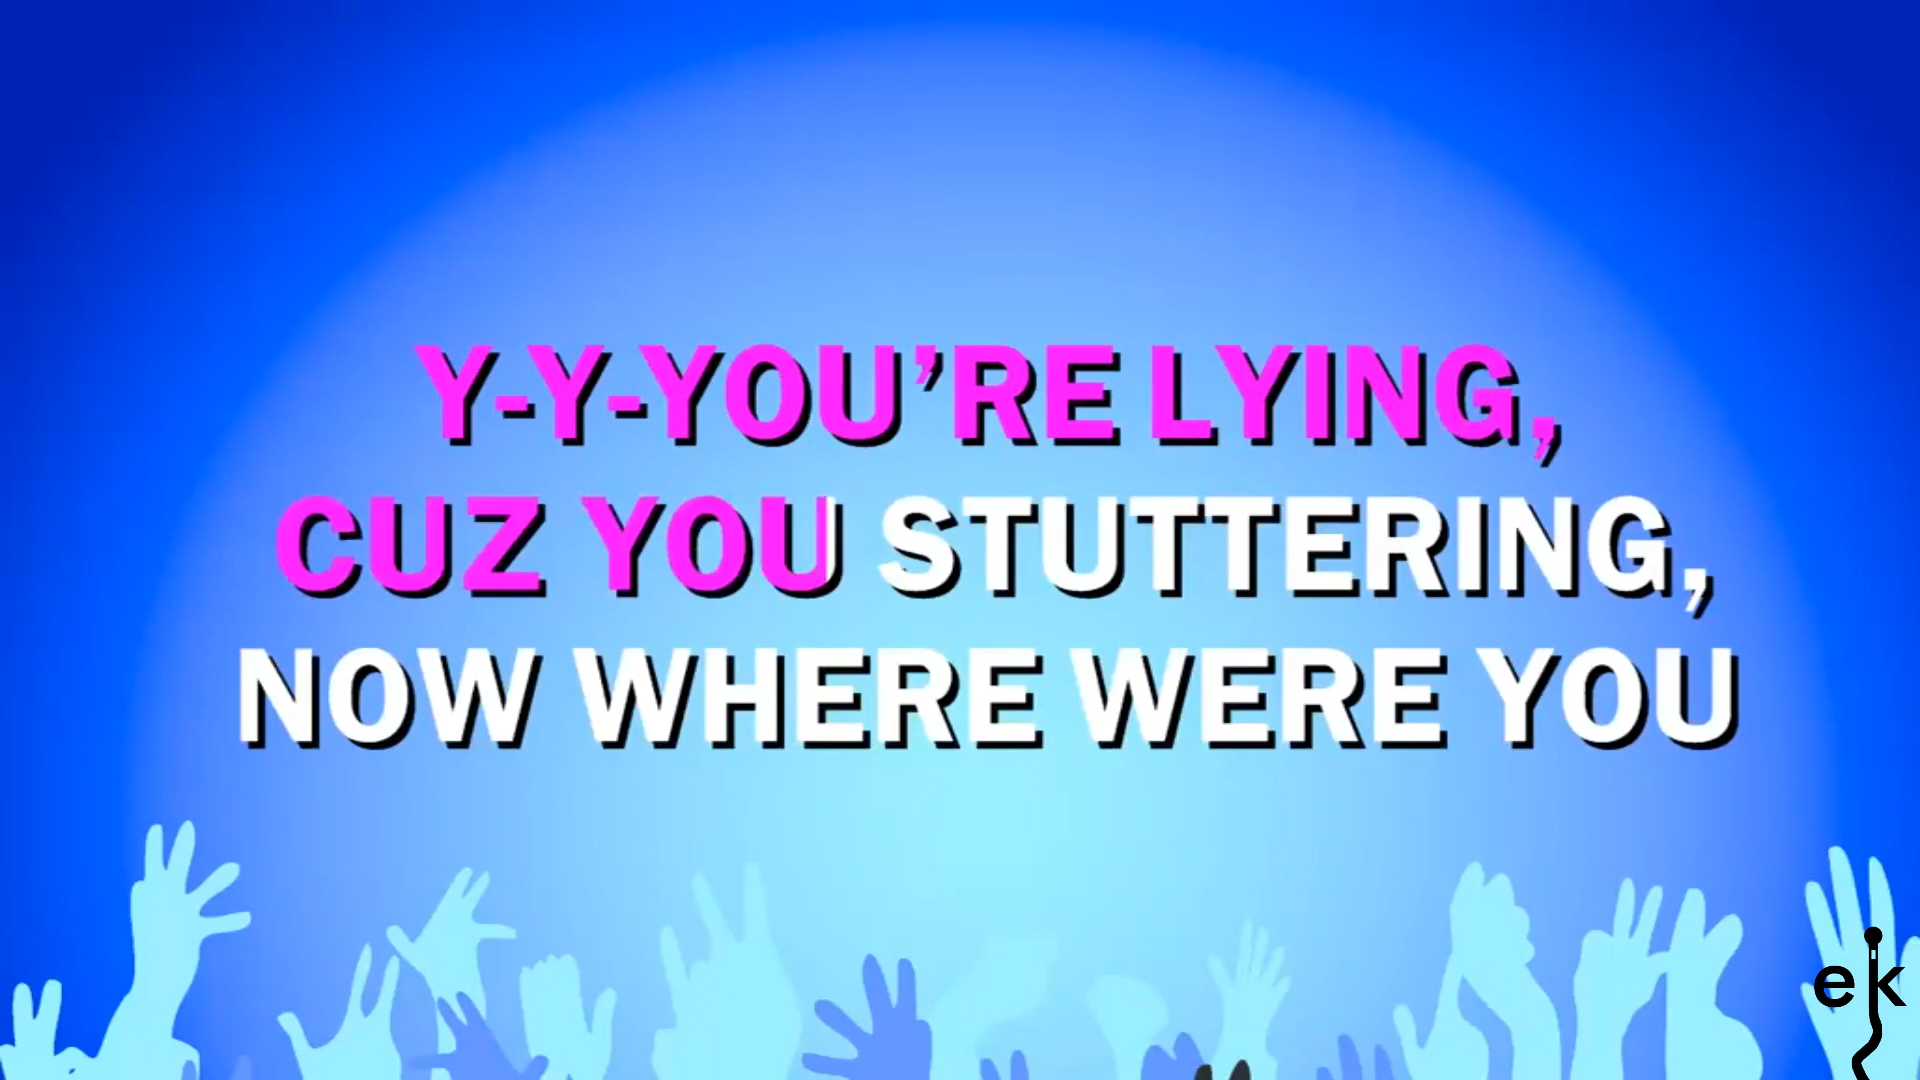 Y-Y-YOU’RE LYING,
CUZ YOU STUTTERING,
NOW WHERE WERE YOU
ek